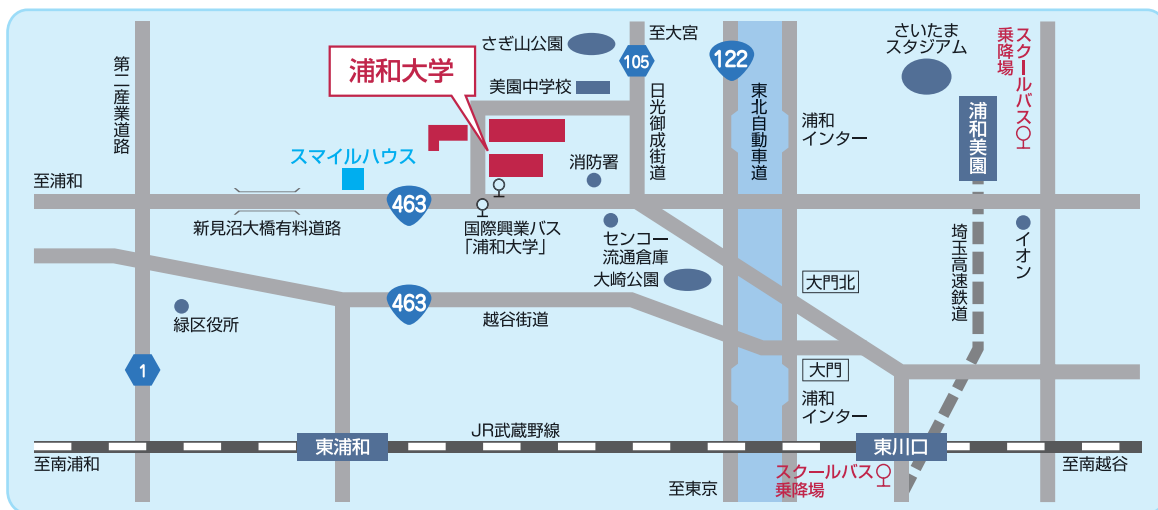 至大宮
さぎ山公園
105
122
さいたま
スタジアム
スクールバス
乗降場
第二産業道路
浦和大学
美園中学校
日光御成街道
東北自動車道
浦和
インター
浦和美園
スマイルハウス
消防署
至浦和
463
新見沼大橋有料道路
国際興業バス
「浦和大学」
センコー
流通倉庫
大崎公園
大門北
埼玉高速鉄道
イオン
緑区役所
463
越谷街道
1
大門
浦和
インター
東浦和
JR武蔵野線
東川口
至南浦和
至東京
スクールバス
乗降場
至南越谷